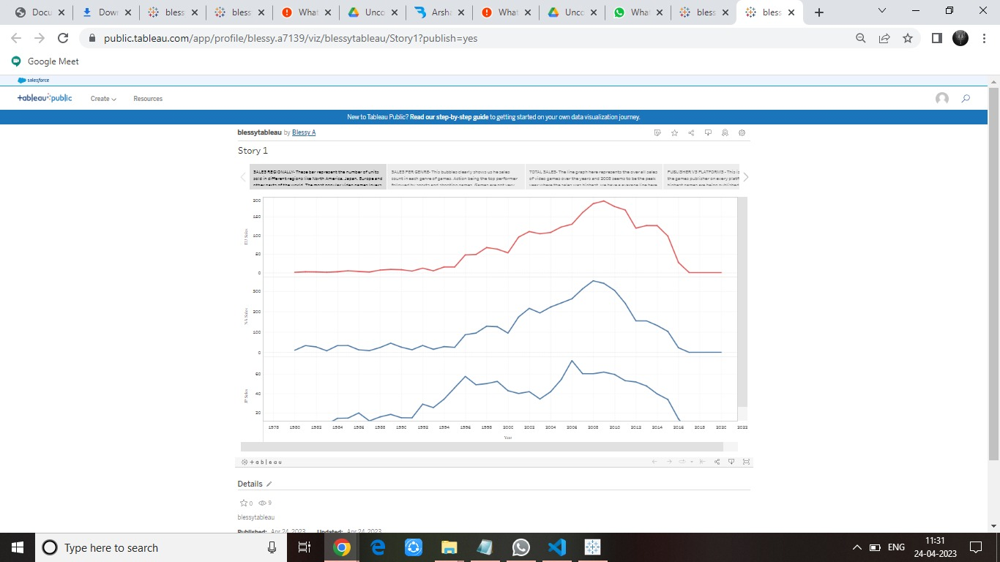 Docu
Down
bless
bless
What
Unco
Arsha
What
Unco
What
bless
bless
public.tableau.com/app/profile/blessy.a7139/viz/blessytableau/Story1?publish=yes
Google Meet
salesforce
+ableau public
Create
Resources
New to Tableau Public? Read our step-by-step guide to getting started on your own data visualization journey.
blessytableau by Blessy A
Story 1
SALES REGIONALLY- These bar represent the number of units
sold in different regions like North America, Japan, Europe and
other parts of the world. The most popular video games
SALES PER GENRE- This bubbles clearly shows us he sales
count in each genre of games. Action being the top performer
followed by sports and shooting games. Games are not very
TOTAL SALES- The line graph here represents the over all sales
of video games over the years and 2008 seems to be the peak
year where the sales was highest. we have a average line here
PUBLISHER VS PLATFORMS - This is
the games publisher on every platf
highest games are being published
EU Sales
200
150
100
50
0
NA Sales
300
200
100
0
JP Sales
60
40
20
1978 1980 1982 1984 1986 1988 1990 1992 1994 1996 1998 2000 2002 2004 2006 2008 2010 2012 2014 2016 2018 2020 2022
Year
+ a b l e a u
Details
0
9
blessytableau
Published: Apr 24, 2023 Updated: Apr 24, 2023
Type here to search
ENG
11:31
24-04-2023